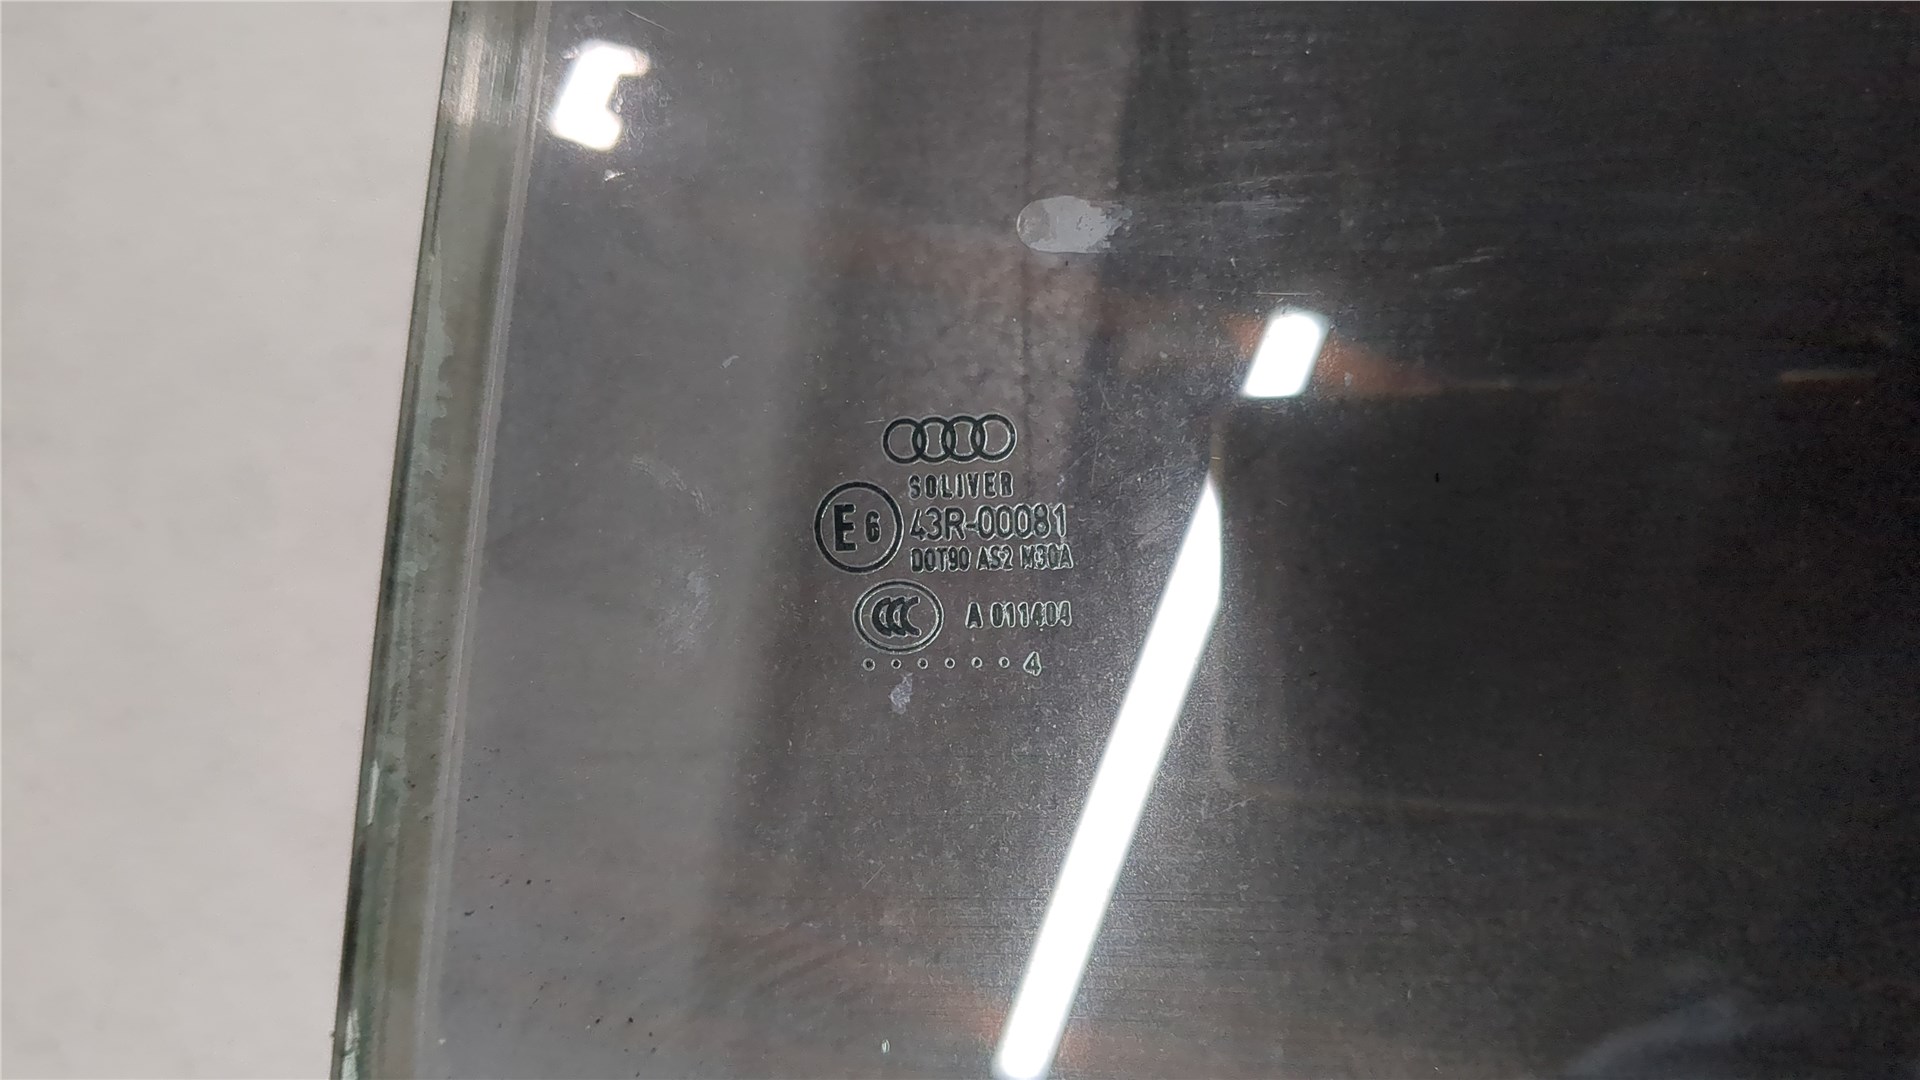 SOLIVER
E6 43R-00081
DOT90 AS2 M30A
CCC A 011404
. . . . . . 4